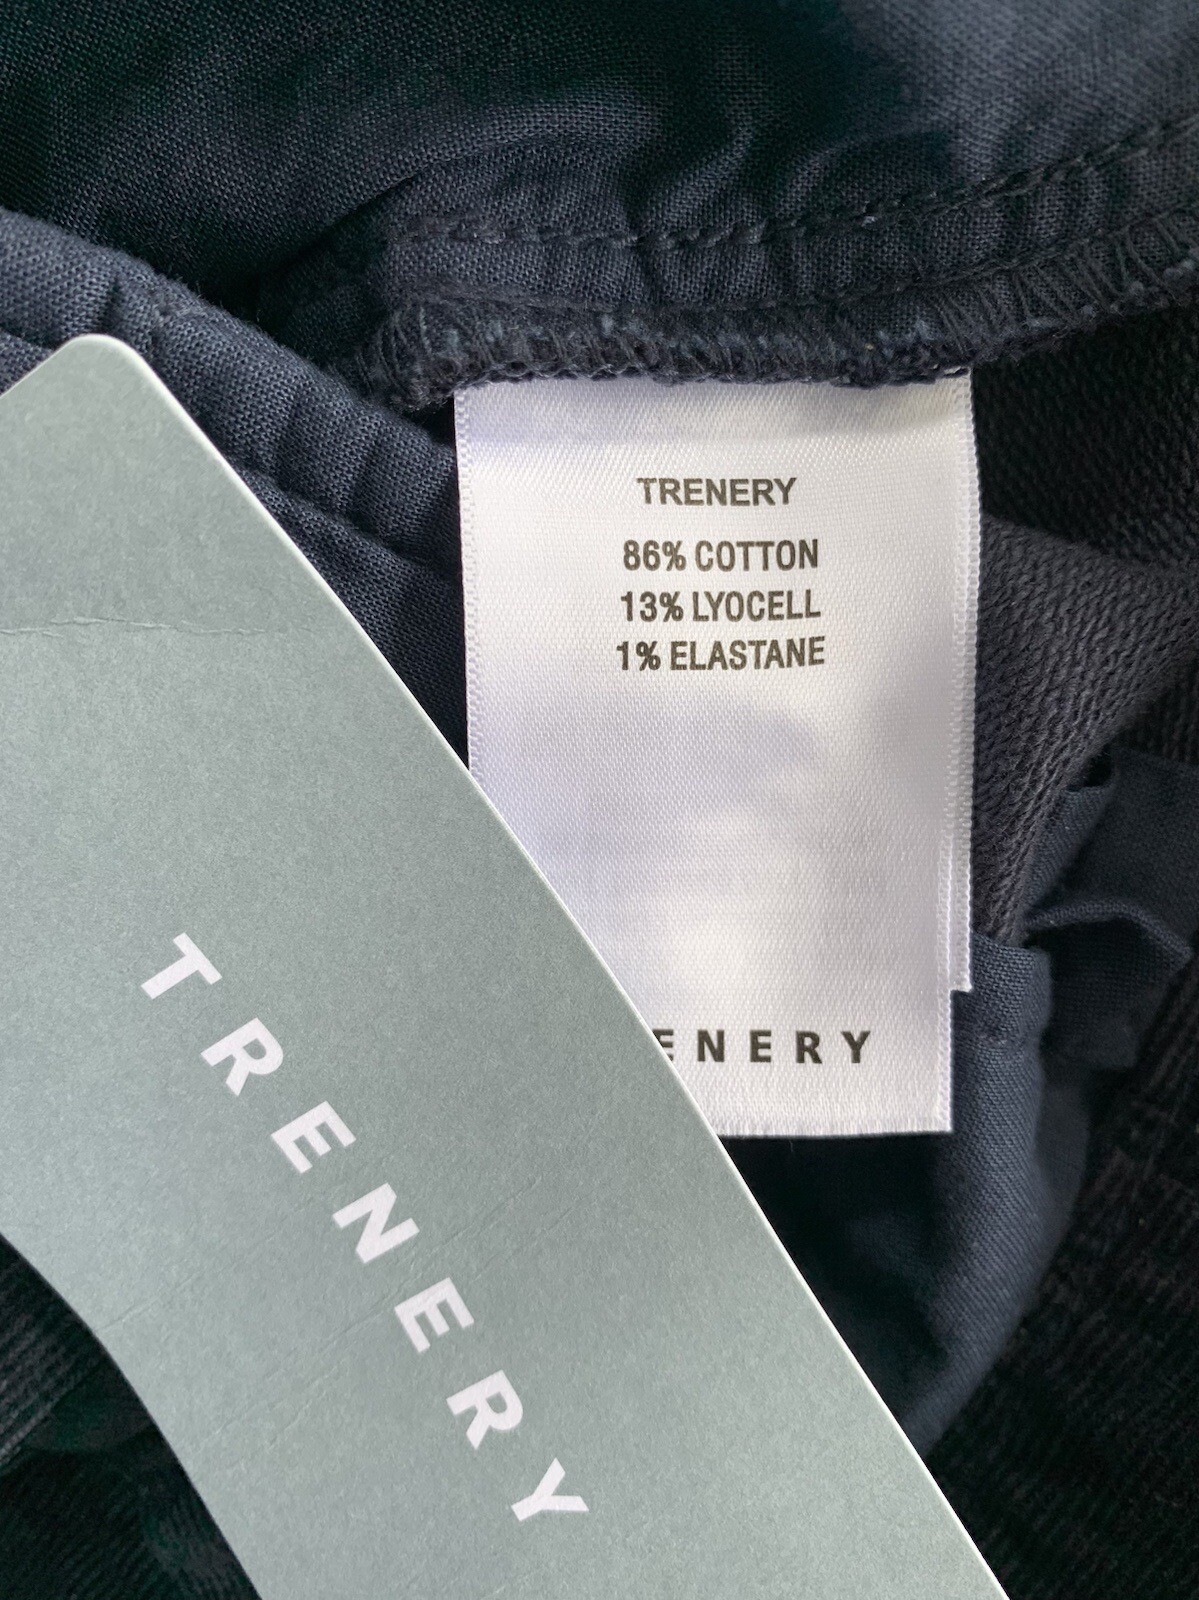 TRENERY
86% COTTON
13% LYOCELL
1% ELASTANE
ENERY
TRENERY